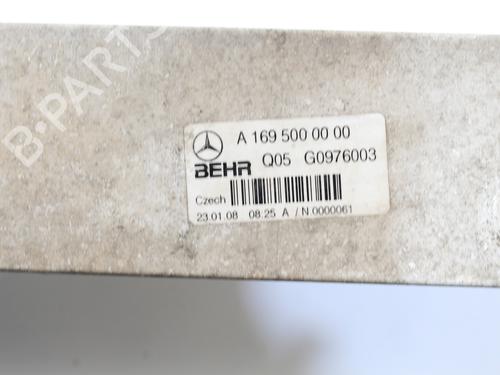 B-PARTS
A 169 500 00 00
BEHR Q05 G0976003
Czech
23.01.08 08:25 A / N 0000061